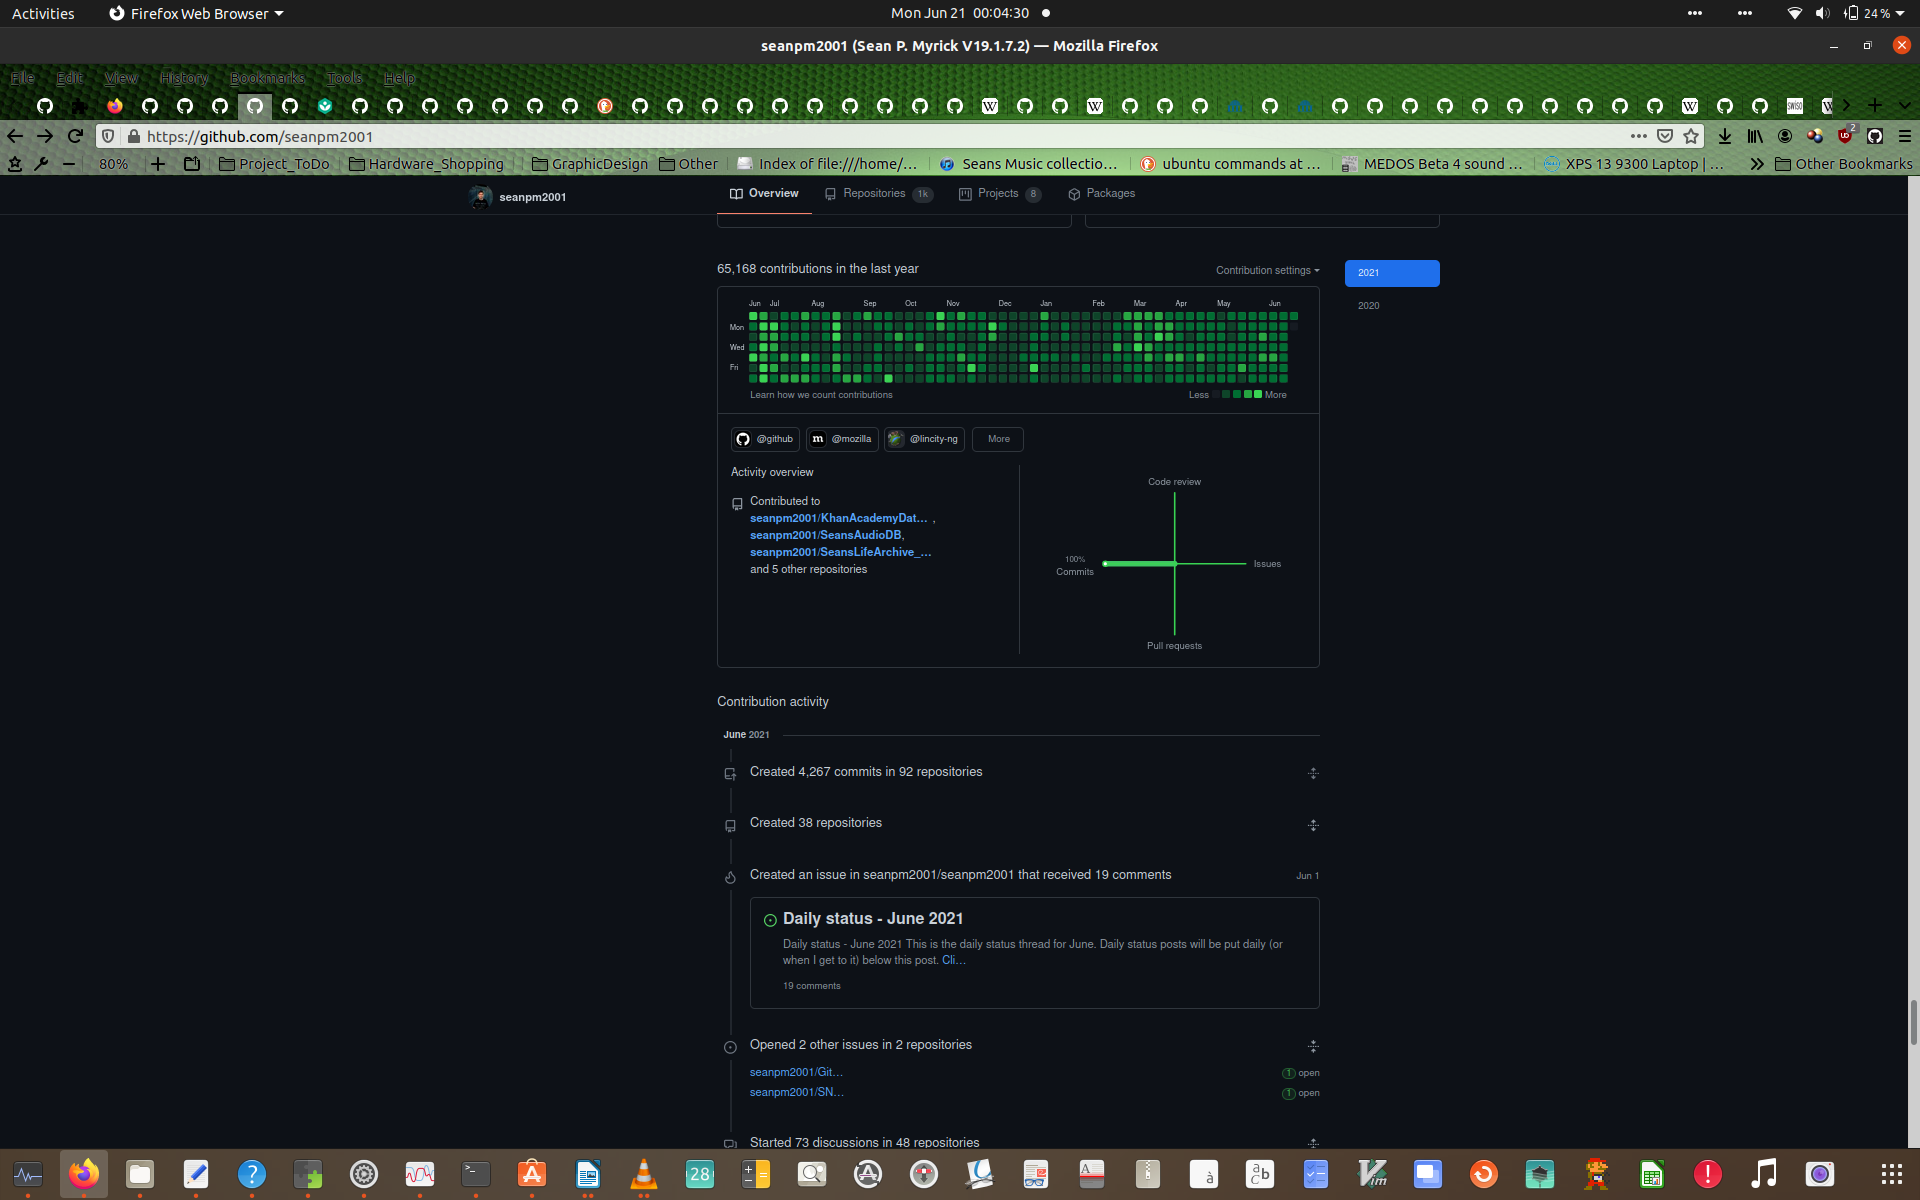 Activities
Firefox Web Browser
Mon Jun 21 00:04:30
24 %
seanpm2001 (Sean P. Myrick V19.1.7.2) — Mozilla Firefox
File Edit View History Bookmarks Tools Help
https://github.com/seanpm2001
2
80%
Project_ToDo
Hardware_Shopping
GraphicDesign
Other
Index of file:///home/...
Seans Music collectio...
ubuntu commands at ...
MEDOS Beta 4 sound ...
XPS 13 9300 Laptop | ...
Other Bookmarks
seanpm2001
Overview
Repositories 1k
Projects 8
Packages
65,168 contributions in the last year
Contribution settings
2021
2020
Jun Jul Aug Sep Oct Nov Dec Jan Feb Mar Apr May Jun
Mon
Wed
Fri
Learn how we count contributions
Less More
@github
@mozilla
@lincity-ng
More
Activity overview
Contributed to
seanpm2001/KhanAcademyDat… ,
seanpm2001/SeansAudioDB,
seanpm2001/SeansLifeArchive_…
and 5 other repositories
Code review
100%
Commits
Issues
Pull requests
Contribution activity
June 2021
Created 4,267 commits in 92 repositories
Created 38 repositories
Created an issue in seanpm2001/seanpm2001 that received 19 comments
Jun 1
Daily status - June 2021
Daily status - June 2021 This is the daily status thread for June. Daily status posts will be put daily (or
when I get to it) below this post. Cli…
19 comments
Opened 2 other issues in 2 repositories
seanpm2001/Git…
1 open
seanpm2001/SN…
1 open
Started 73 discussions in 48 repositories
28